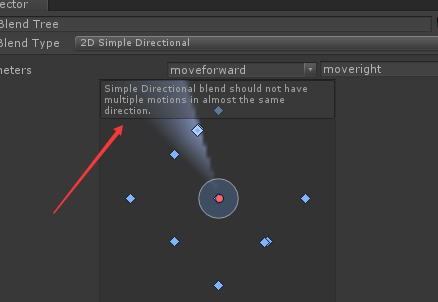 ector
Blend Tree
Blend Type
2D Simple Directional
meters
moveforward
moveright
Simple Directional blend should not have
multiple motions in almost the same
direction.